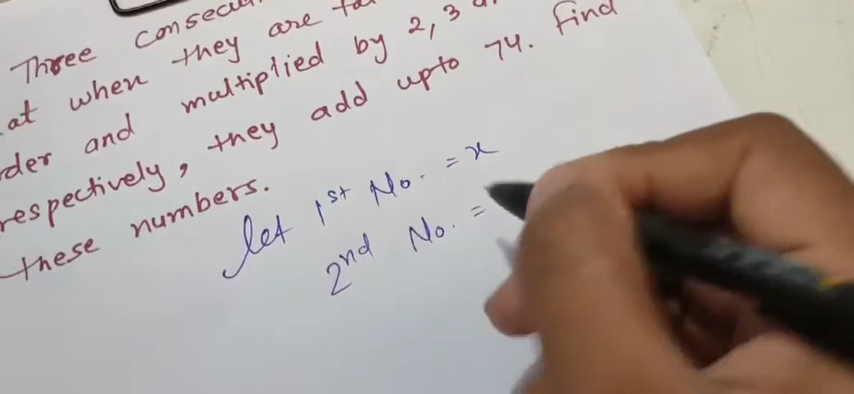 Three consecu
at when they are ta
der and multiplied by 2, 3 a
respectively, they add upto 74. Find
these numbers.
let 1st No. = x
2nd No. =